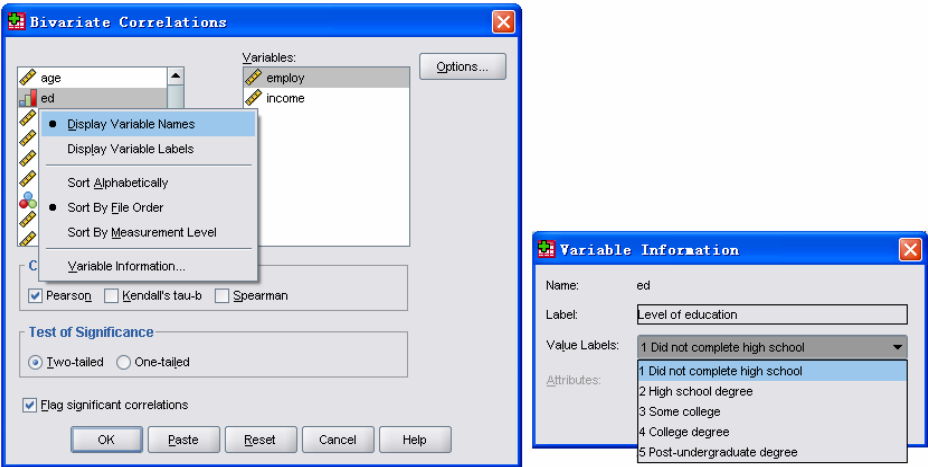 Bivariate Correlations
Variables:
age
ed
employ
income
Options...
Display Variable Names
Display Variable Labels
Sort Alphabetically
Sort By File Order
Sort By Measurement Level
Variable Information...
C
Pearson Kendall's tau-b Spearman
Test of Significance
Two-tailed One-tailed
Flag significant correlations
OK Paste Reset Cancel Help
Variable Information
Name: ed
Label: Level of education
Value Labels: 1 Did not complete high school
Attributes:
1 Did not complete high school
2 High school degree
3 Some college
4 College degree
5 Post-undergraduate degree